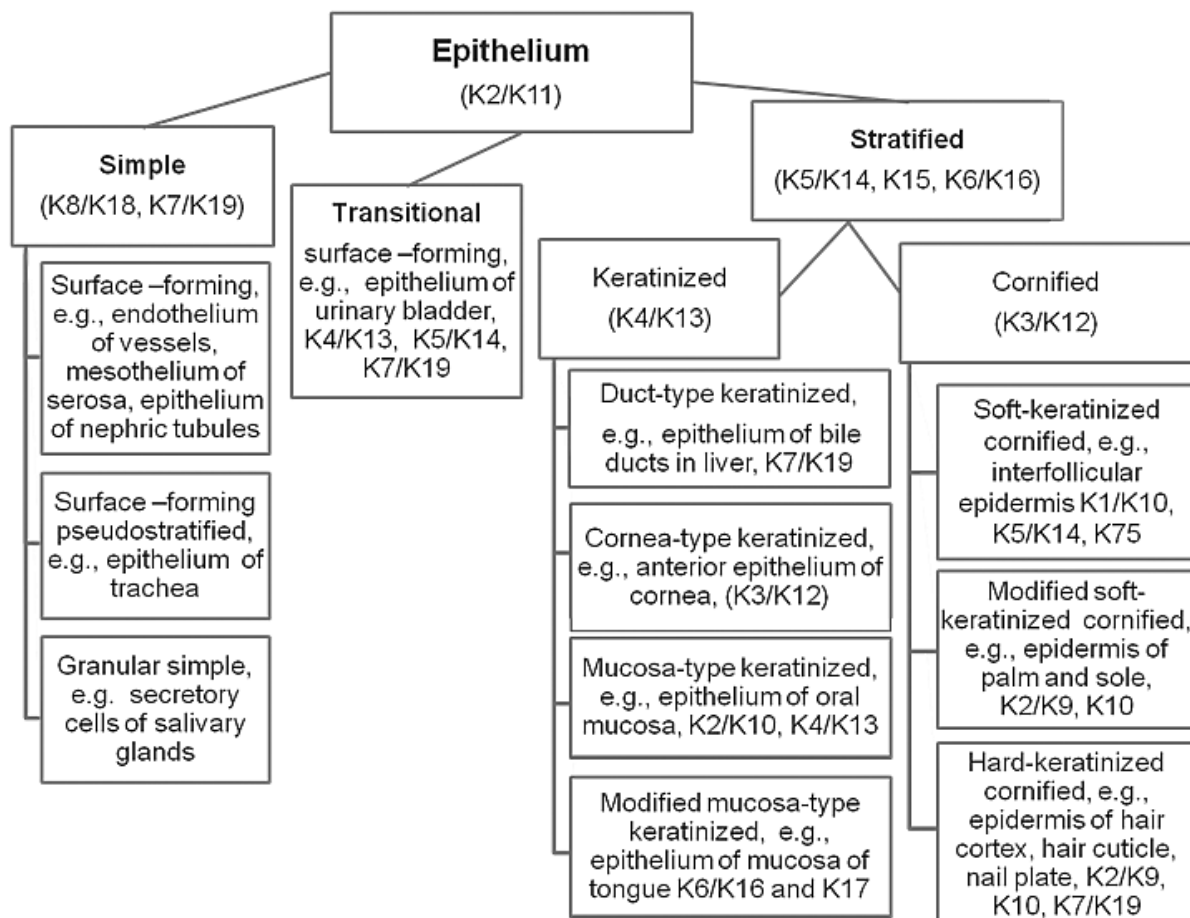 Epithelium
(K2/K11)
Simple
(K8/K18, K7/K19)
Surface –forming,
e.g., endothelium
of vessels,
mesothelium of
serosa, epithelium
of nephric tubules
Surface –forming
pseudostratified,
e.g., epithelium of
trachea
Granular simple,
e.g. secretory
cells of salivary
glands
Transitional
surface –forming,
e.g., epithelium of
urinary bladder,
K4/K13, K5/K14,
K7/K19
Stratified
(K5/K14, K15, K6/K16)
Keratinized
(K4/K13)
Duct-type keratinized,
e.g., epithelium of bile
ducts in liver, K7/K19
Cornea-type keratinized,
e.g., anterior epithelium of
cornea, (K3/K12)
Mucosa-type keratinized,
e.g., epithelium of oral
mucosa, K2/K10, K4/K13
Modified mucosa-type
keratinized, e.g.,
epithelium of mucosa of
tongue K6/K16 and K17
Cornified
(K3/K12)
Soft-keratinized
cornified, e.g.,
interfollicular
epidermis K1/K10,
K5/K14, K75
Modified soft-
keratinized cornified,
e.g., epidermis of
palm and sole,
K2/K9, K10
Hard-keratinized
cornified, e.g.,
epidermis of hair
cortex, hair cuticle,
nail plate, K2/K9,
K10, K7/K19